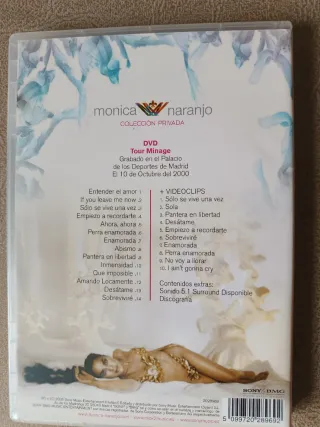 monica naranjo
COLECCIÓN PRIVADA
DVD
Tour Minage
Grabado en el Palacio
de los Deportes de Madrid
El 10 de Octubre del 2000
Entender el amor 1
If you leave me now 2
Sólo se vive una vez 3
Empiezo a recordarte 4
Ahora, ahora 5
Perra enamorada 6
Enamorada 7
Abismo 8
Pantera en libertad 9
Inmensidad 10
Que imposible 11
Amando Locamente 12
Desátame 13
Sobreviviré 14
+ VIDEOCLIPS
1. Sólo se vive una vez
2. Sola
3. Pantera en libertad
4. Desátame
5. Empiezo a recordarte
6. Sobreviviré
7. Enamorada
8. Perra enamorada
9. No voy a llorar
10. I ain't gonna cry
Contenidos extras:
Sonido 5.1 Surround Disponible
Discografía
SONY BMG
5 099720 289692